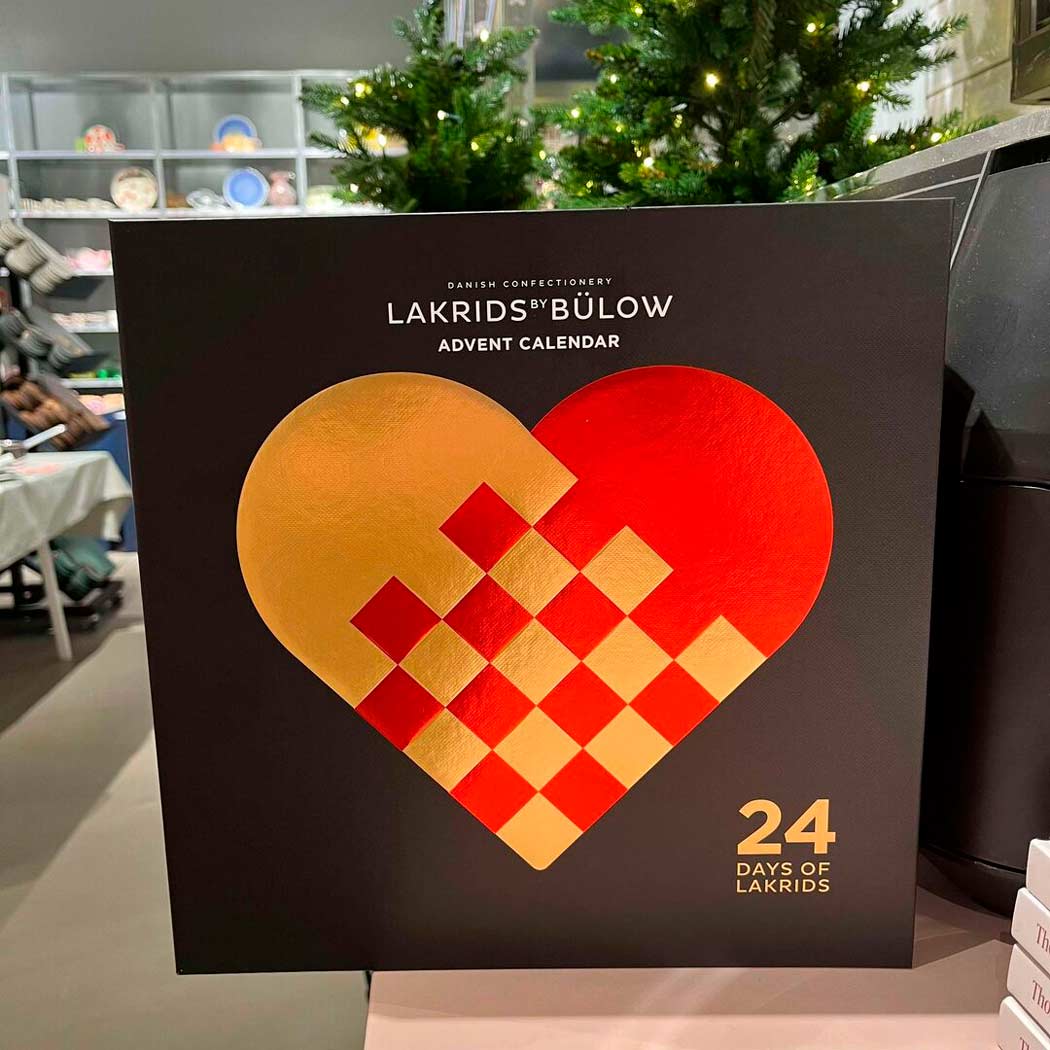 DANISH CONFECTIONERY
LAKRIDS BY BÜLOW
ADVENT CALENDAR
24
DAYS OF
LAKRIDS